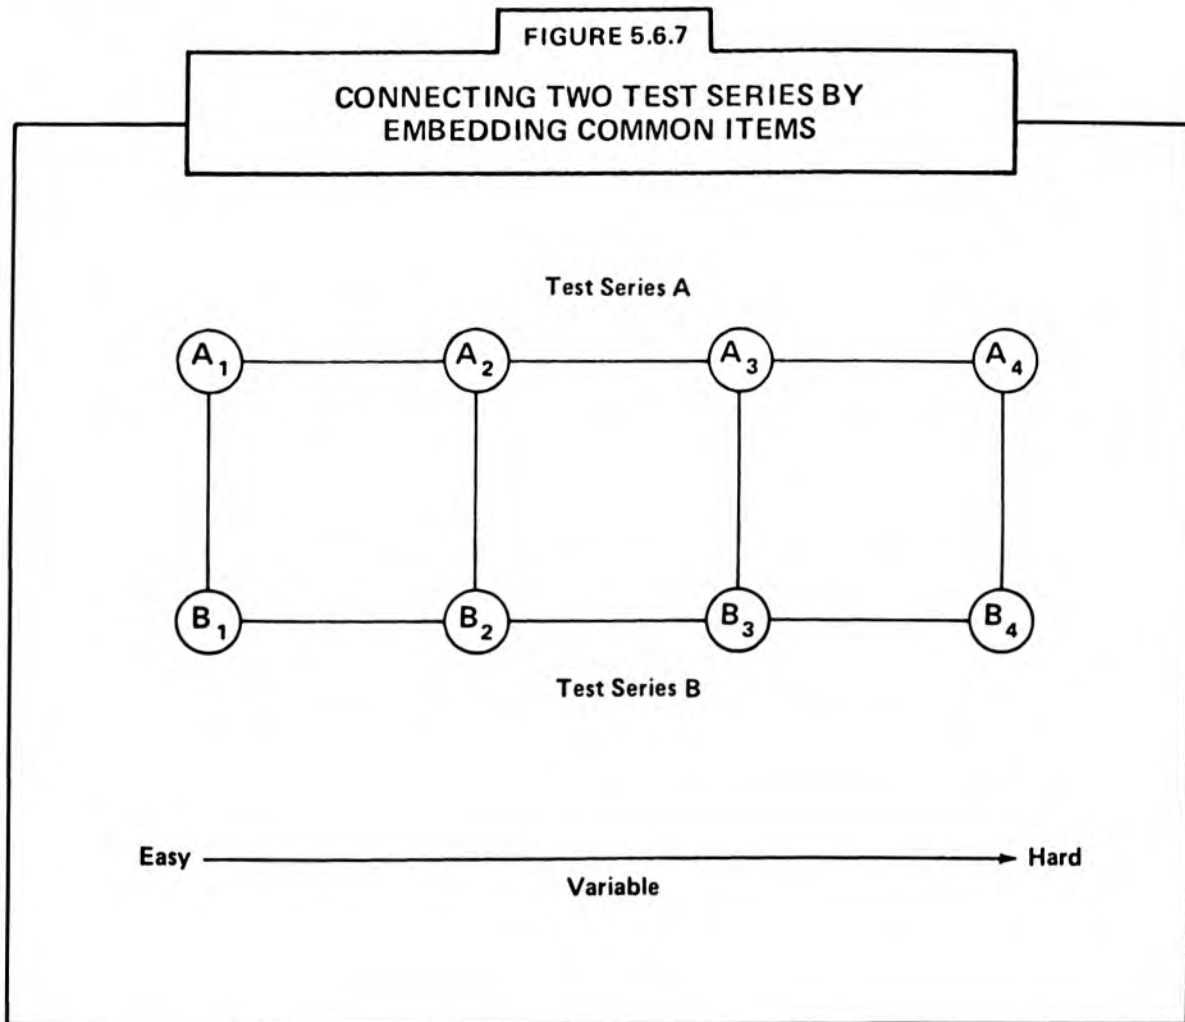 FIGURE 5.6.7
CONNECTING TWO TEST SERIES BY
EMBEDDING COMMON ITEMS
Test Series A
A₁ A₂ A₃ A₄
B₁ B₂ B₃ B₄
Test Series B
Easy Hard
Variable